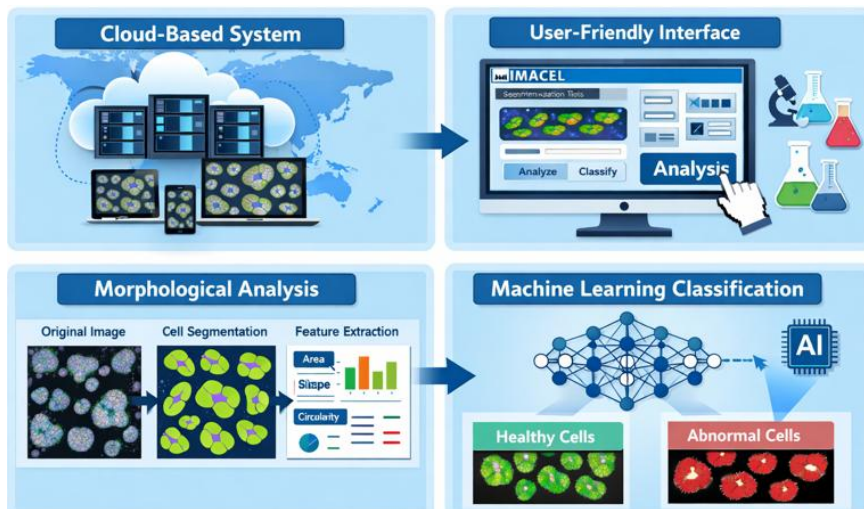 Cloud-Based System
User-Friendly Interface
IMACEL
Analyze
Classify
Analysis
Morphological Analysis
Original Image
Cell Segmentation
Feature Extraction
Area
Circularity
Machine Learning Classification
AI
Healthy Cells
Abnormal Cells